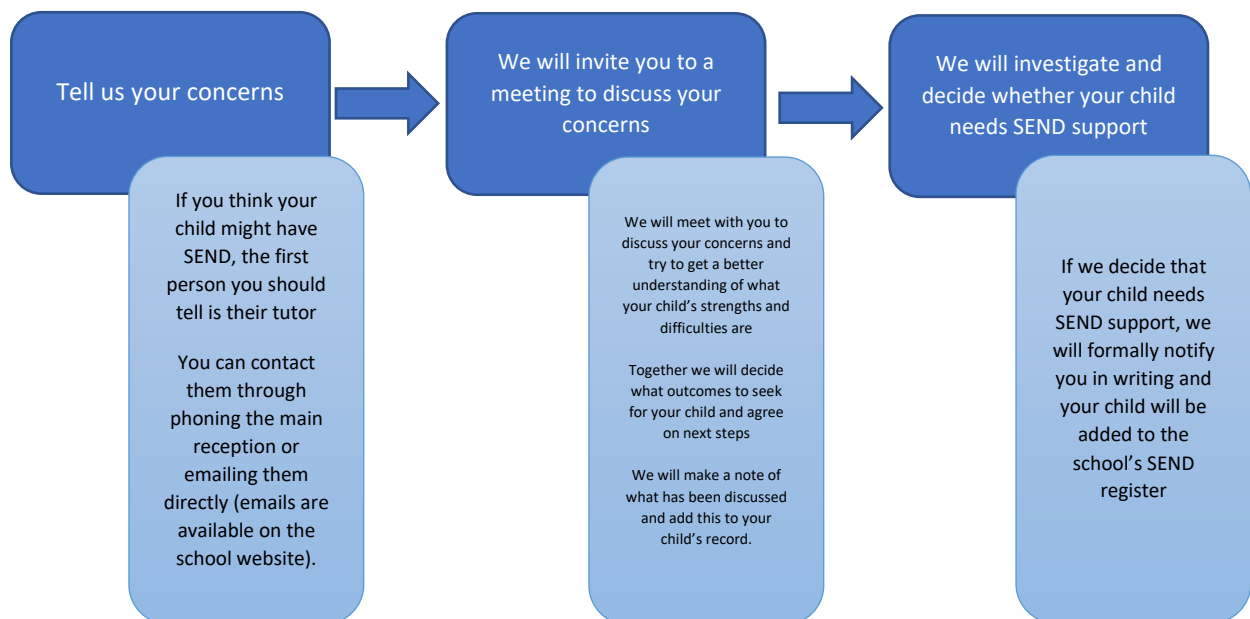 Tell us your concerns
If you think your
child might have
SEND, the first
person you should
tell is their tutor
You can contact
them through
phoning the main
reception or
emailing them
directly (emails are
available on the
school website).
We will invite you to a
meeting to discuss your
concerns
We will meet with you to
discuss your concerns and
try to get a better
understanding of what
your child’s strengths and
difficulties are
Together we will decide
what outcomes to seek
for your child and agree
on next steps
We will make a note of
what has been discussed
and add this to your
child’s record.
We will investigate and
decide whether your child
needs SEND support
If we decide that
your child needs
SEND support, we
will formally notify
you in writing and
your child will be
added to the
school’s SEND
register